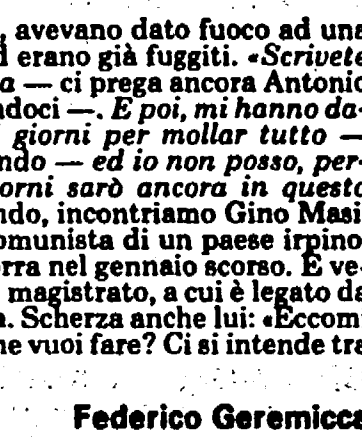 , avevano dato fuoco ad una
erano già fuggiti. «Scrivete
a — ci prega ancora Antonio
ndoci —. E poi, mi hanno da-
giorni per mollar tutto —
ndo — ed io non posso, per-
orni sarò ancora in questo
ndo, incontriamo Gino Masi
omunista di un paese irpino
rra nel gennaio scorso. È ve-
magistrato, a cui è legato da
a. Scherza anche lui: «Eccomi
he vuoi fare? Ci si intende tra
Federico Geremicca